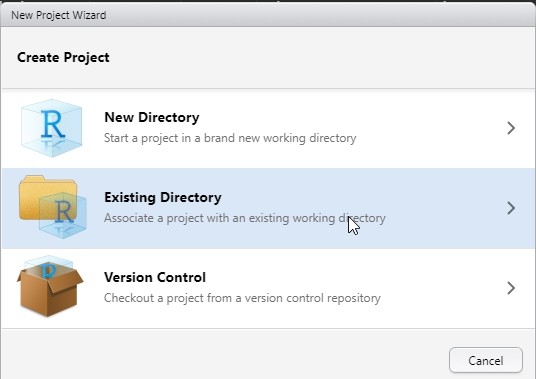 New Project Wizard
Create Project
R
New Directory
Start a project in a brand new working directory
R
Existing Directory
Associate a project with an existing working directory
R
Version Control
Checkout a project from a version control repository
Cancel